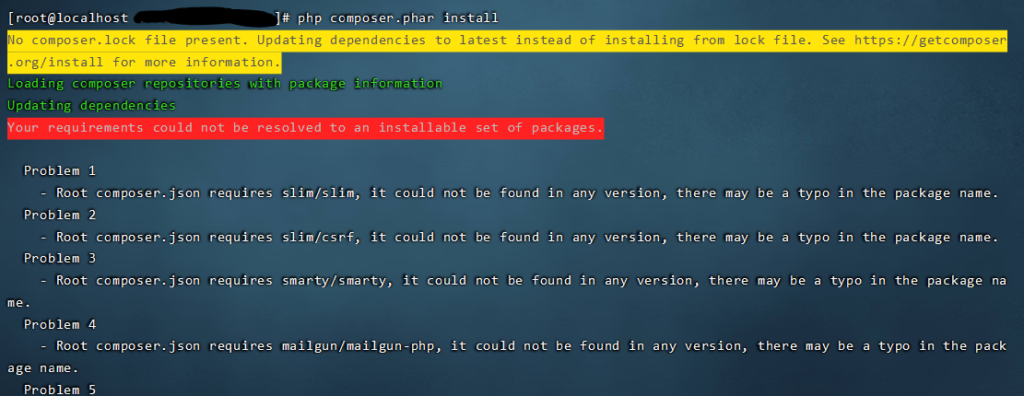 [root@localhost ]# php composer.phar install
No composer.lock file present. Updating dependencies to latest instead of installing from lock file. See https://getcomposer
.org/install for more information.
Loading composer repositories with package information
Updating dependencies
Your requirements could not be resolved to an installable set of packages.
Problem 1
- Root composer.json requires slim/slim, it could not be found in any version, there may be a typo in the package name.
Problem 2
- Root composer.json requires slim/csrf, it could not be found in any version, there may be a typo in the package name.
Problem 3
- Root composer.json requires smarty/smarty, it could not be found in any version, there may be a typo in the package na
me.
Problem 4
- Root composer.json requires mailgun/mailgun-php, it could not be found in any version, there may be a typo in the pack
age name.
Problem 5